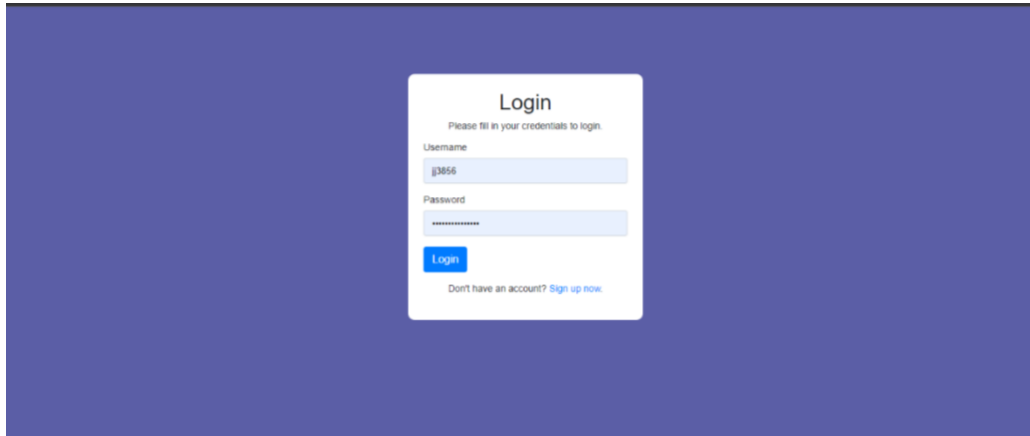 Login
Please fill in your credentials to login.
Username
jj3856
Password
Login
Don't have an account? Sign up now.